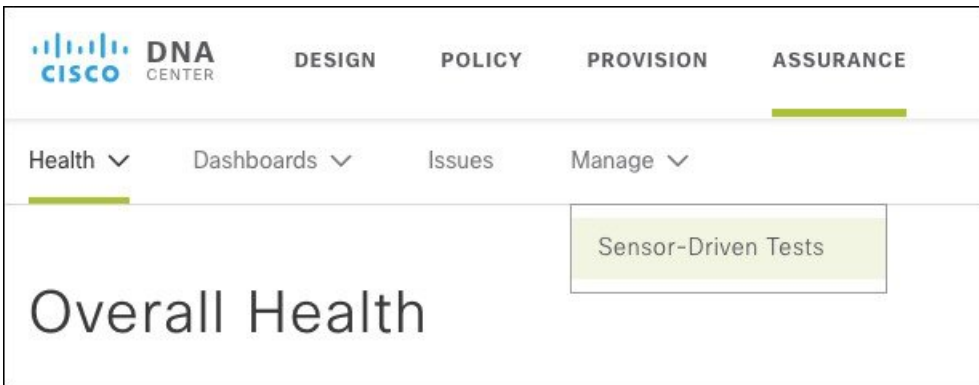 CISCO DNA CENTER DESIGN POLICY PROVISION ASSURANCE
Health Dashboards Issues Manage
Sensor-Driven Tests
Overall Health